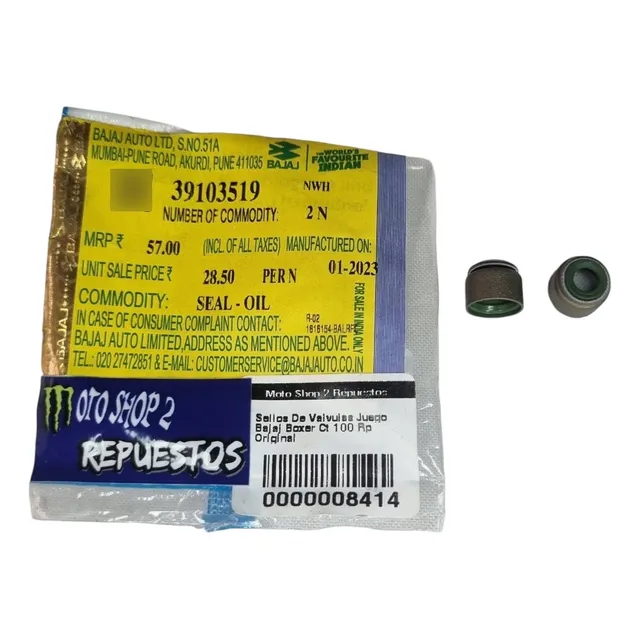 BAJAJ AUTO LTD, S.NO.51A
MUMBAI-PUNE ROAD, AKURDI, PUNE 411035
BAJAJ
THE WORLD'S
FAVOURITE
INDIAN
39103519 NWH
NUMBER OF COMMODITY: 2 N
MRP ₹ 57.00 (INCL. OF ALL TAXES) MANUFACTURED ON:
UNIT SALE PRICE ₹ 28.50 PER N 01-2023
COMMODITY: SEAL - OIL
IN CASE OF CONSUMER COMPLAINT CONTACT: R-02
BAJAJ AUTO LIMITED, ADDRESS AS MENTIONED ABOVE.
TEL.: 020 27472851 & E-MAIL: CUSTOMERSERVICE@BAJAJAUTO.CO.IN
FOR SALE IN INDIA ONLY
BAJAJ
MOTO SHOP 2
REPUESTOS
Moto Shop 2 Repuestos
Sellos De Valvulas Juego
Bajaj Boxer Ct 100 Rp
Original
0000008414